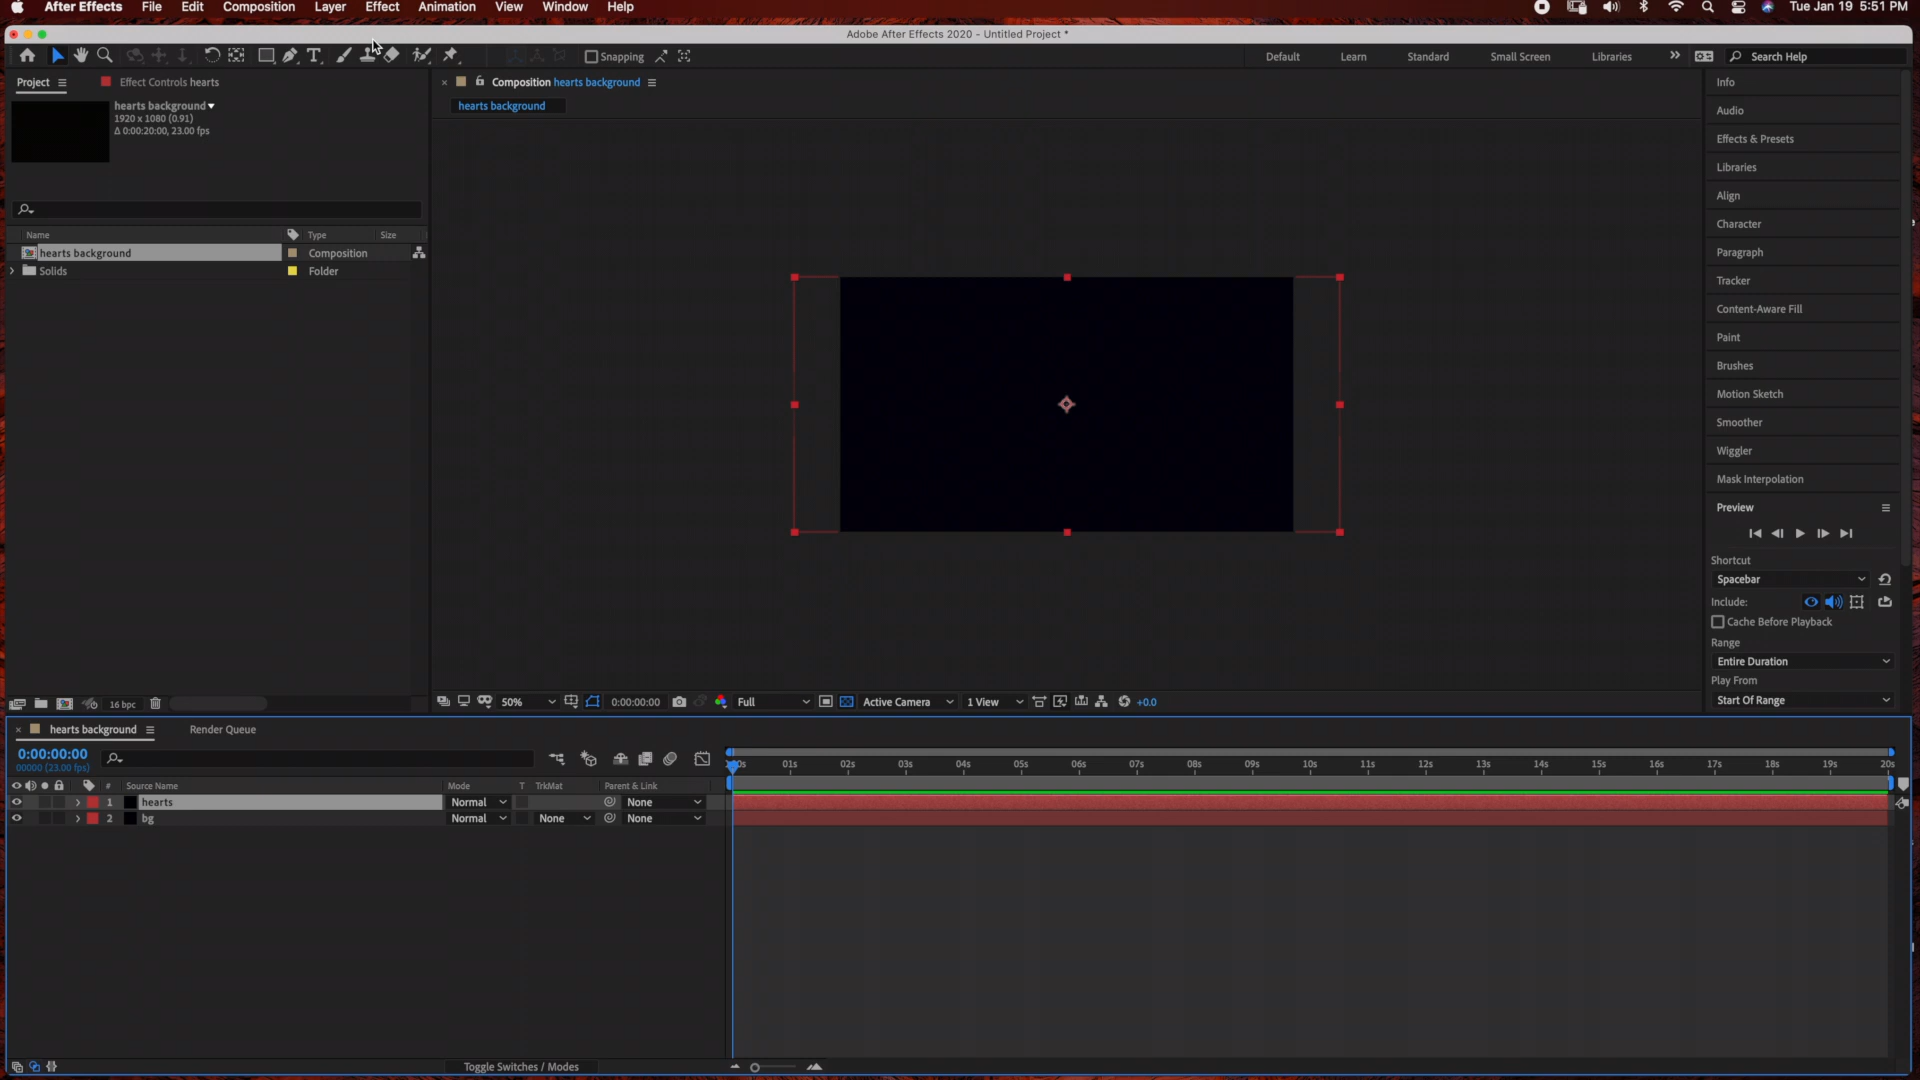 After Effects File Edit Composition Layer Effect Animation View Window Help Tue Jan 19 5:51 PM
Adobe After Effects 2020 - Untitled Project *
Snapping Default Learn Standard Small Screen Libraries Search Help
Project Effect Controls hearts
Composition hearts background
hearts background
hearts background
1920 x 1080 (0.91)
Δ 0:00:20:00, 23.00 fps
Name Type Size
hearts background Composition
Solids Folder
Info
Audio
Effects & Presets
Libraries
Align
Character
Paragraph
Tracker
Content-Aware Fill
Paint
Brushes
Motion Sketch
Smoother
Wiggler
Mask Interpolation
Preview
Shortcut
Spacebar
Include:
Cache Before Playback
Range
Entire Duration
Play From
Start Of Range
16 bpc
50% 0:00:00:00 Full Active Camera 1 View +0.0
hearts background Render Queue
0:00:00:00
00000 (23.00 fps)
01s 02s 03s 04s 05s 06s 07s 08s 09s 10s 11s 12s 13s 14s 15s 16s 17s 18s 19s 20s
# Source Name Mode T TrkMat Parent & Link
1 hearts Normal None
2 bg Normal None None
Toggle Switches / Modes